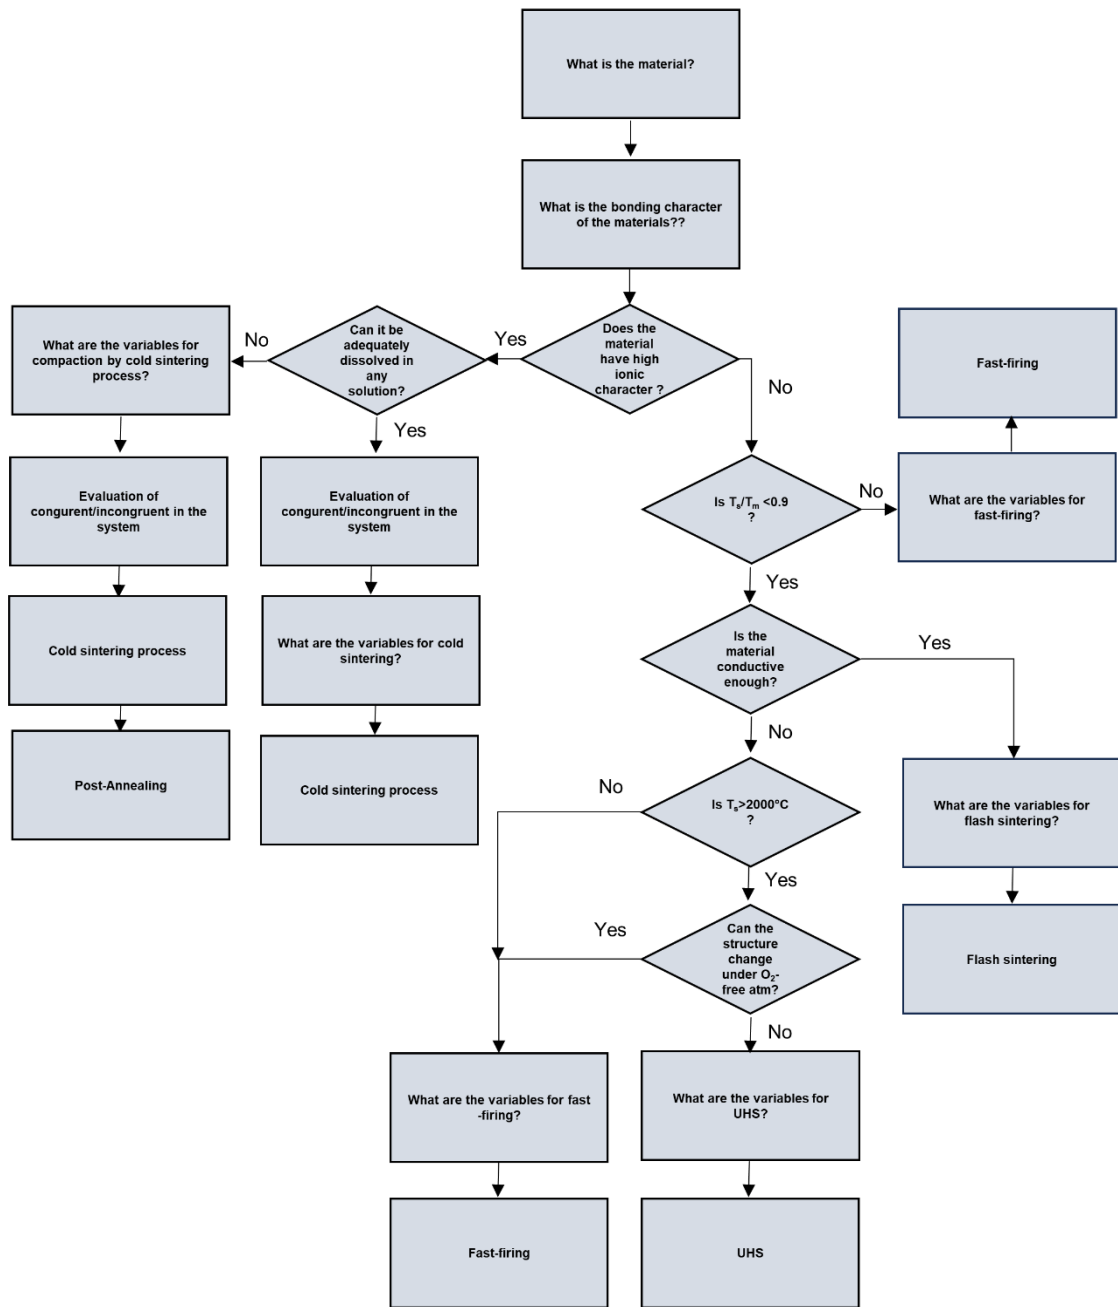 What is the material?
What is the bonding character
of the materials??
Does the
material
have high
ionic
character ?
Yes
No
Can it be
adequately
dissolved in
any
solution?
No
Yes
What are the variables for
compaction by cold sintering
process?
Evaluation of
congurent/incongruent in the
system
Cold sintering process
Post-Annealing
Evaluation of
congurent/incongruent in the
system
What are the variables for cold
sintering?
Cold sintering process
Is Tₛ/Tₘ <0.9
?
No
Yes
What are the variables for
fast-firing?
Fast-firing
Is the
material
conductive
enough?
Yes
No
What are the variables for
flash sintering?
Flash sintering
Is Tₛ>2000°C
?
No
Yes
Can the
structure
change
under O₂-
free atm?
Yes
No
What are the variables for fast
-firing?
Fast-firing
What are the variables for
UHS?
UHS